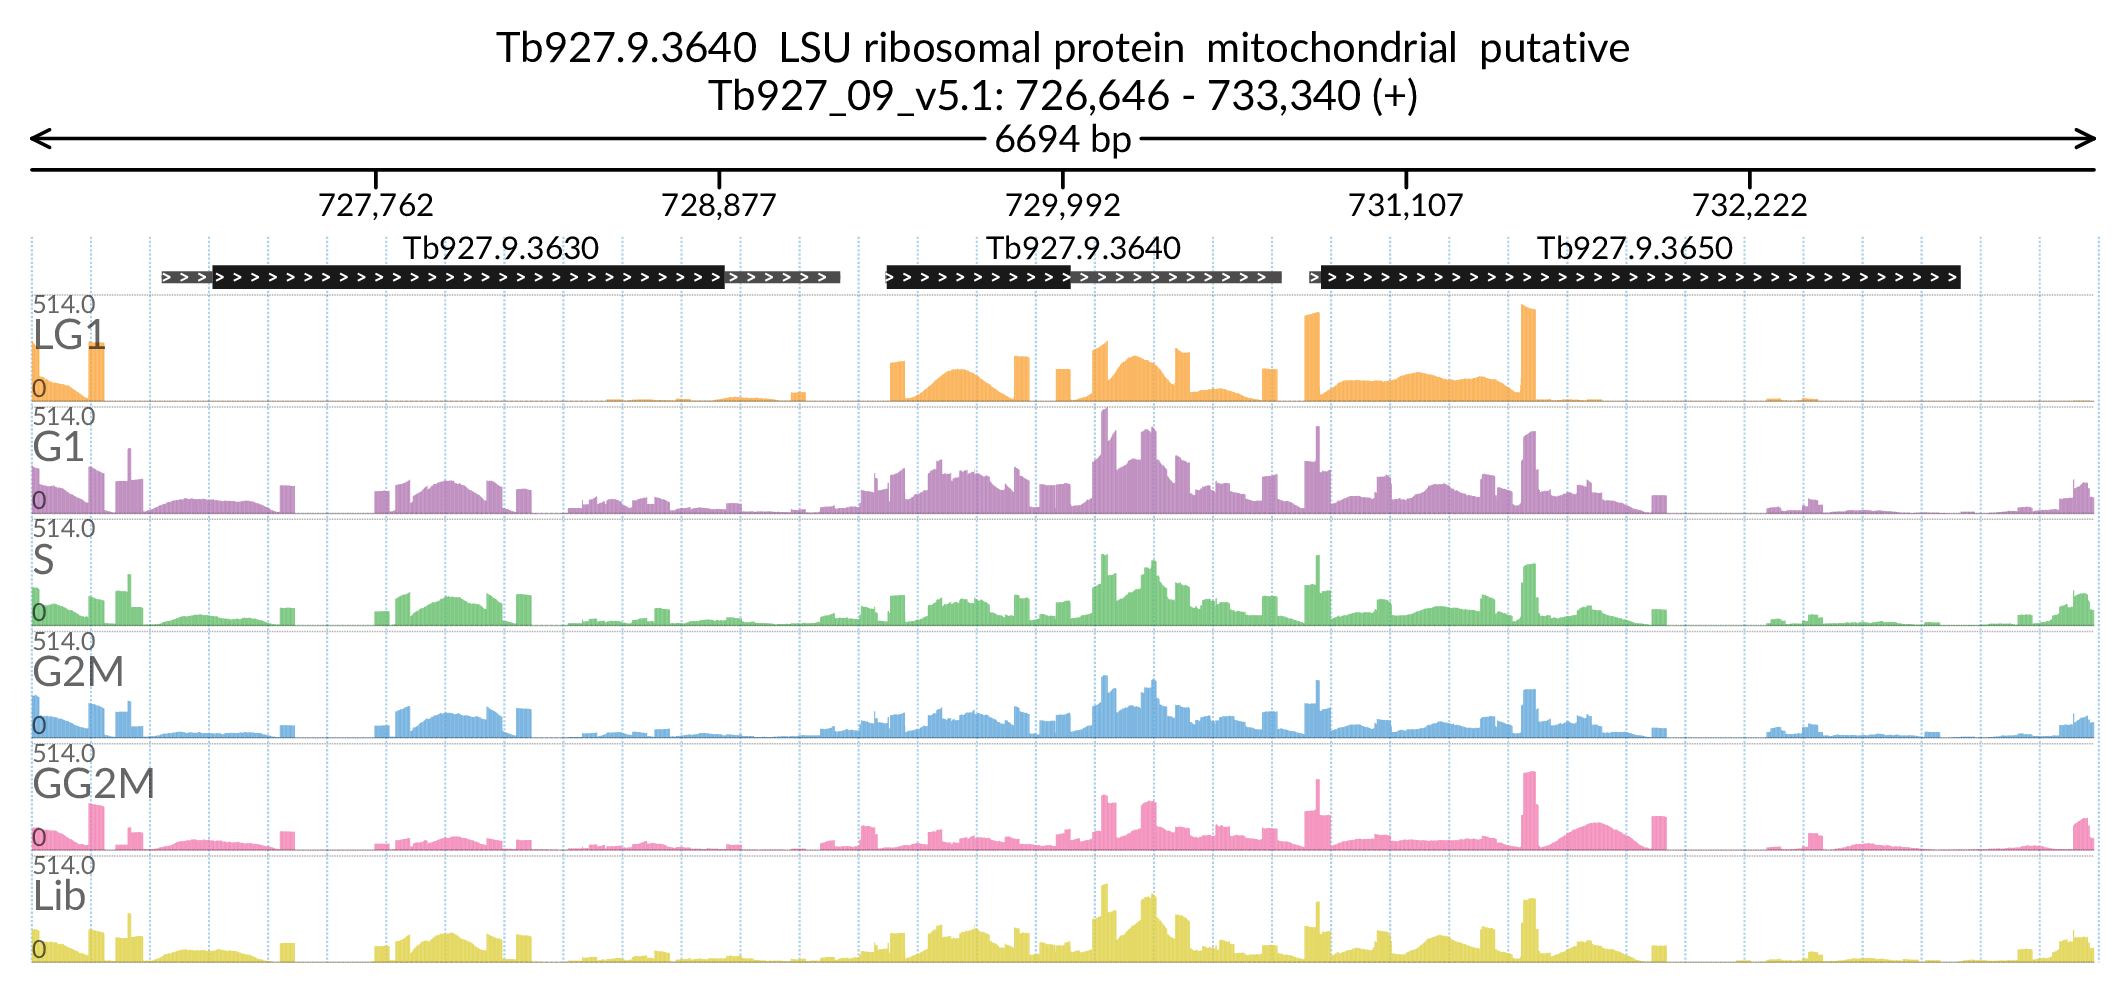 Tb927.9.3640 LSU ribosomal protein mitochondrial putative
Tb927_09_v5.1: 726,646 - 733,340 (+)
6694 bp
727,762 728,877 729,992 731,107 732,222
Tb927.9.3630 Tb927.9.3640 Tb927.9.3650
514.0
LG1
0
514.0
G1
0
514.0
S
0
514.0
G2M
0
514.0
GG2M
0
514.0
Lib
0